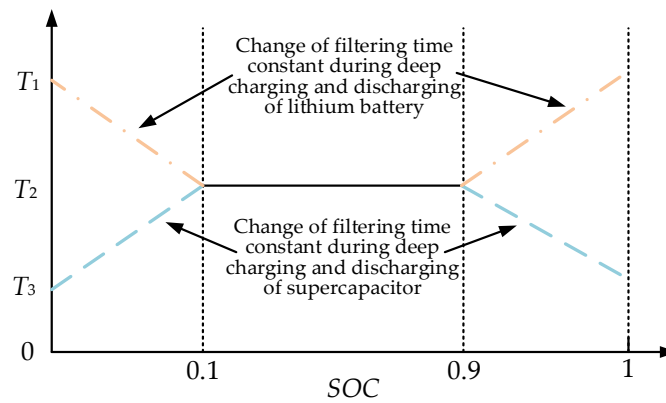 Change of filtering time
constant during deep
charging and discharging
of lithium battery
T1
T2
Change of filtering time
constant during deep
charging and discharging
of supercapacitor
T3
0
0.1
0.9
1
SOC